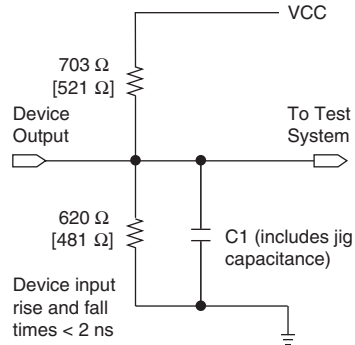 VCC
703 Ω
[521 Ω]
Device
Output
To Test
System
620 Ω
[481 Ω]
C1 (includes jig
capacitance)
Device input
rise and fall
times < 2 ns